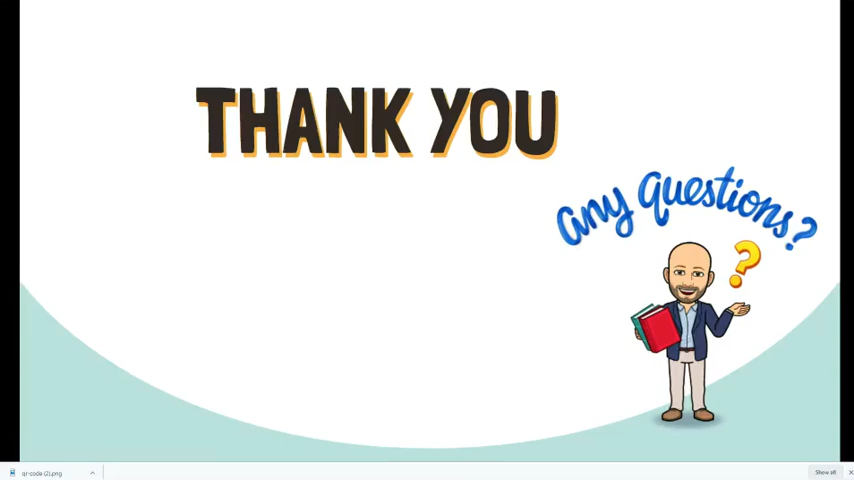 THANK YOU
any questions?
?
qr-code (2).png
Show all